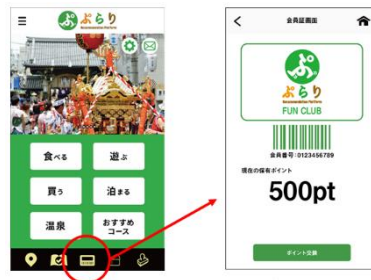 ぷらり
食べる
遊ぶ
買う
泊まる
温泉
おすすめ
コース
会員証画面
ぷらり
FUN CLUB
会員番号:0123456789
現在の保有ポイント
500pt
ポイント交換